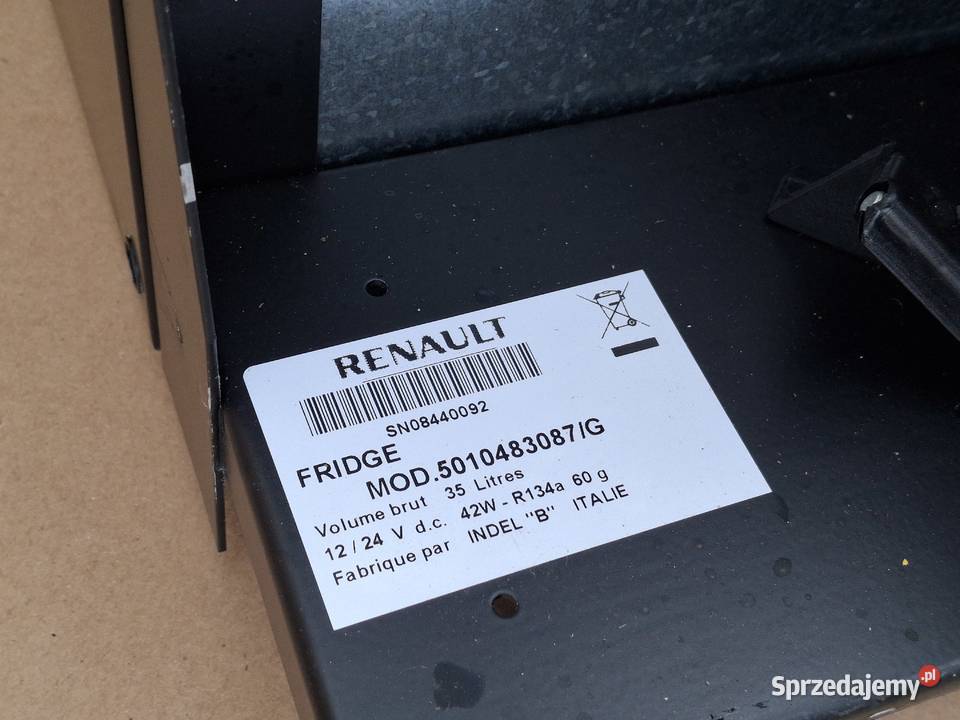 RENAULT
SN08440092
FRIDGE
MOD.5010483087/G
Volume brut 35 Litres
12 / 24 V d.c. 42W - R134a 60 g
Fabrique par INDEL "B" ITALIE
Sprzedajemy.pl